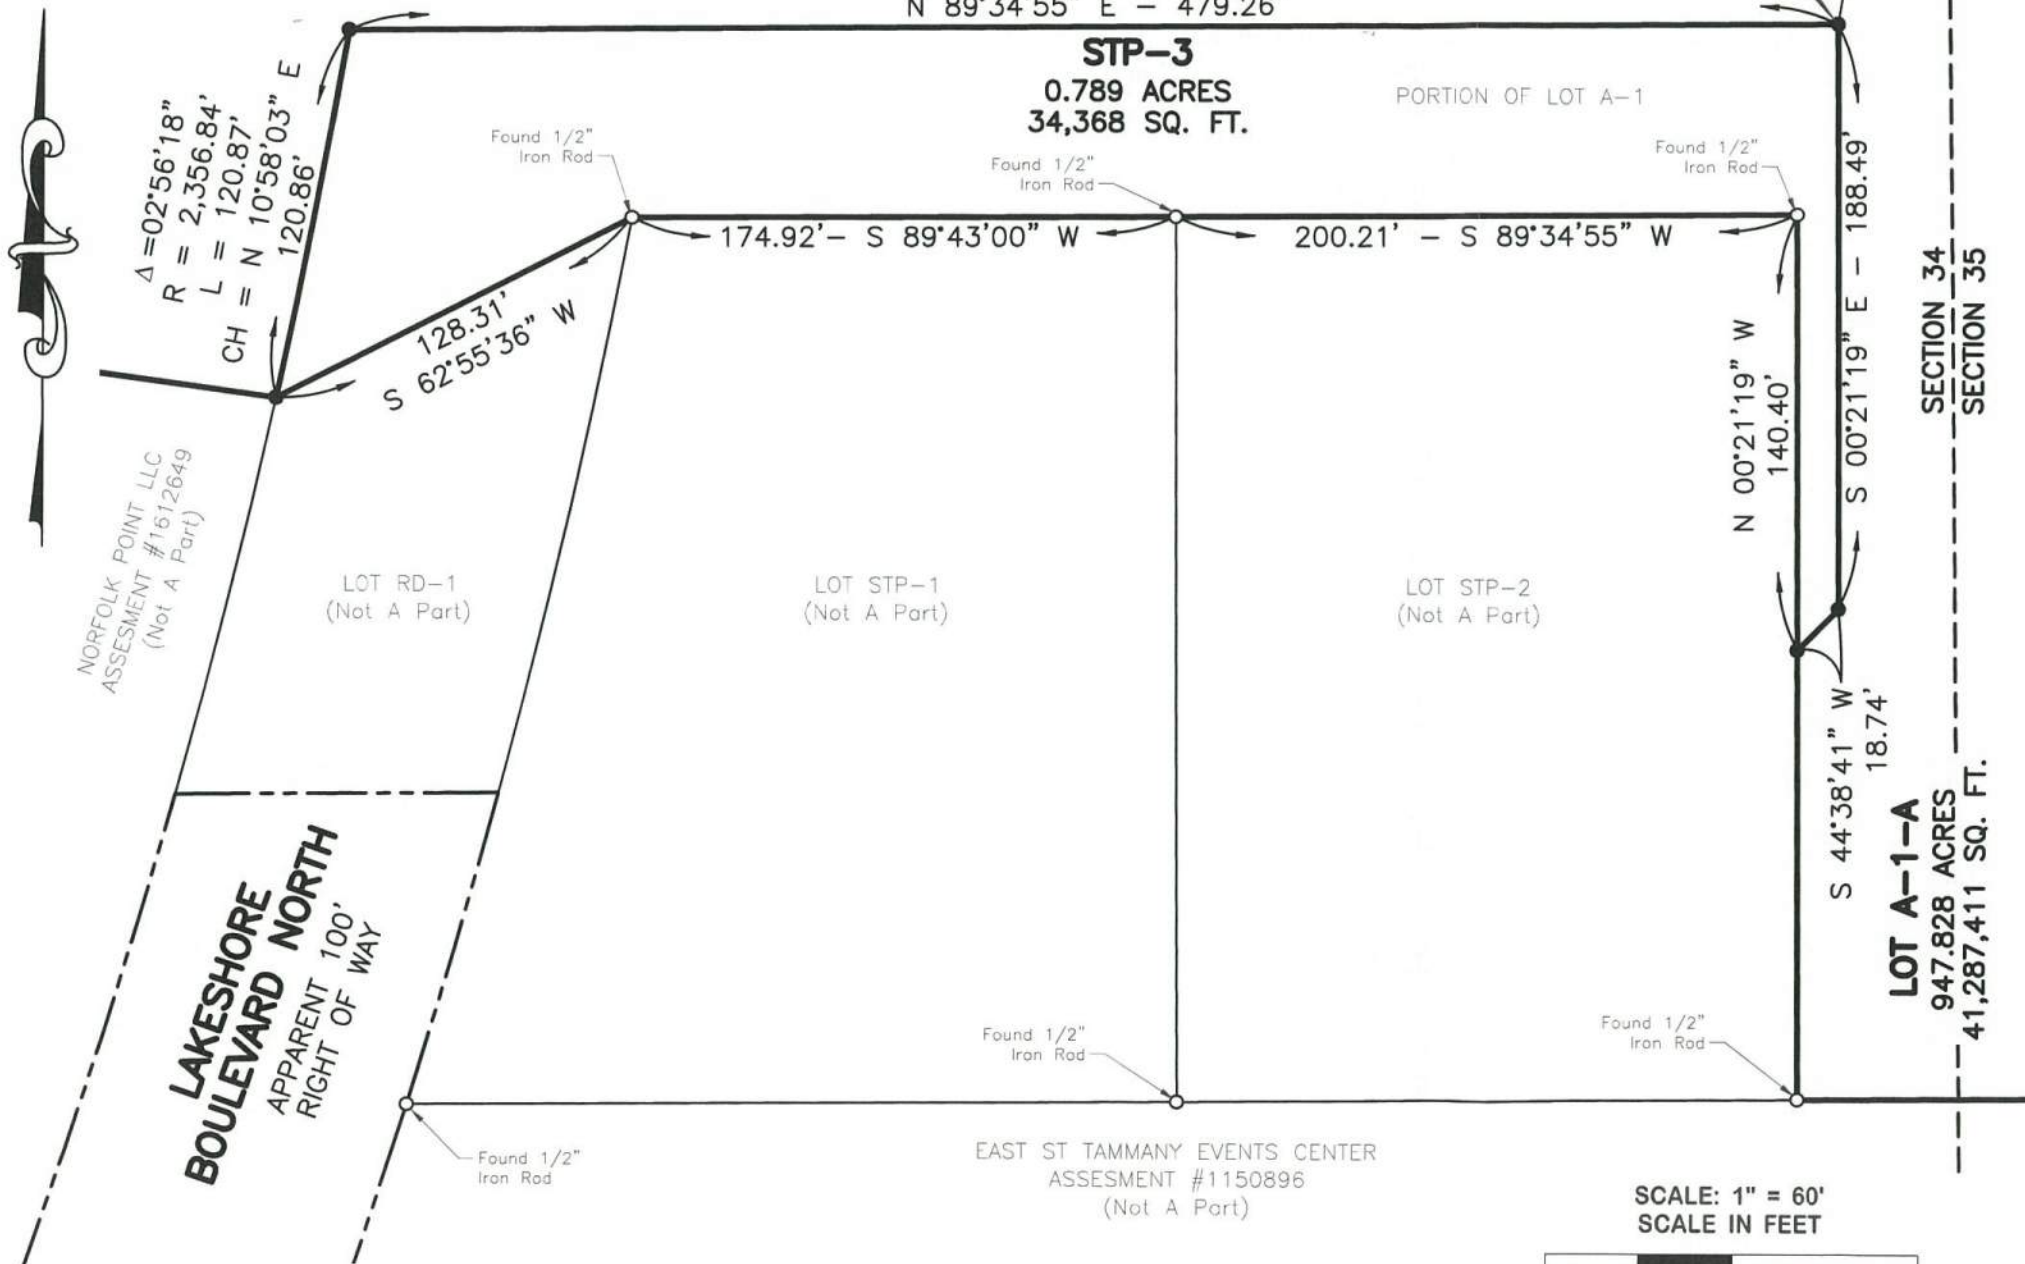 N 89°34'55" E – 479.26'
STP–3
0.789 ACRES
34,368 SQ. FT.
PORTION OF LOT A–1
Δ=02°56'18"
R = 2,356.84'
L = 120.87'
CH = N 10°58'03" E
120.86'
Found 1/2"
Iron Rod
Found 1/2"
Iron Rod
Found 1/2"
Iron Rod
174.92'– S 89°43'00" W
200.21' – S 89°34'55" W
128.31'
S 62°55'36" W
N 00°21'19" W
140.40'
S 00°21'19" E – 188.49'
SECTION 34
SECTION 35
NORFOLK POINT LLC
ASSESMENT #1612649
(Not A Part)
LOT RD–1
(Not A Part)
LOT STP–1
(Not A Part)
LOT STP–2
(Not A Part)
S 44°38'41" W
18.74'
LOT A–1–A
947.828 ACRES
41,287,411 SQ. FT.
LAKESHORE
BOULEVARD NORTH
APPARENT 100'
RIGHT OF WAY
Found 1/2"
Iron Rod
Found 1/2"
Iron Rod
Found 1/2"
Iron Rod
EAST ST TAMMANY EVENTS CENTER
ASSESMENT #1150896
(Not A Part)
SCALE: 1" = 60'
SCALE IN FEET